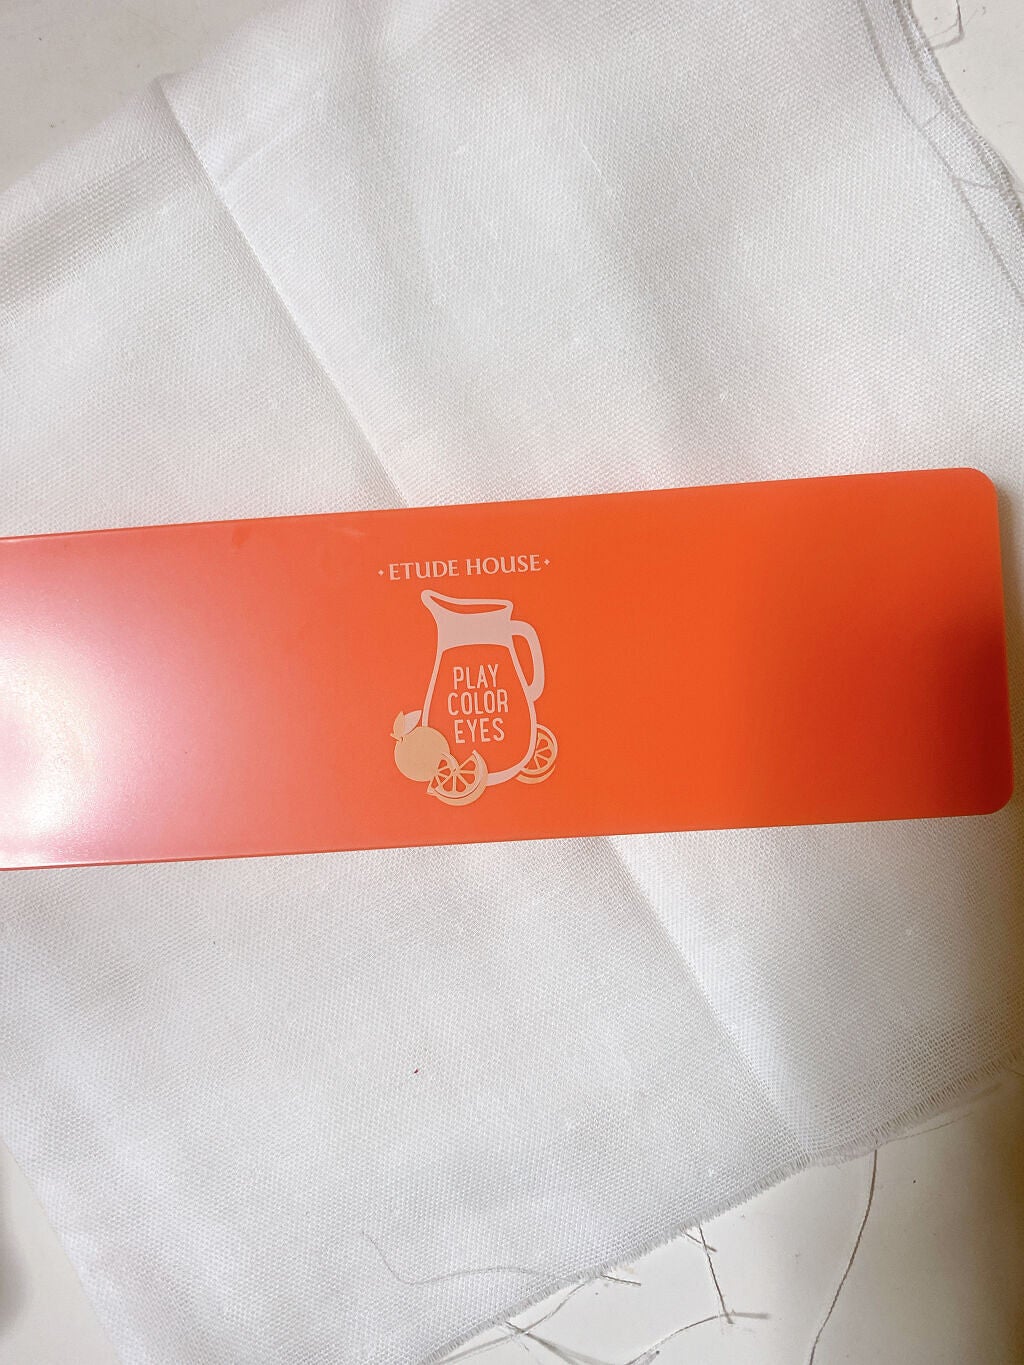 ·ETUDE HOUSE·
PLAY
COLOR
EYES